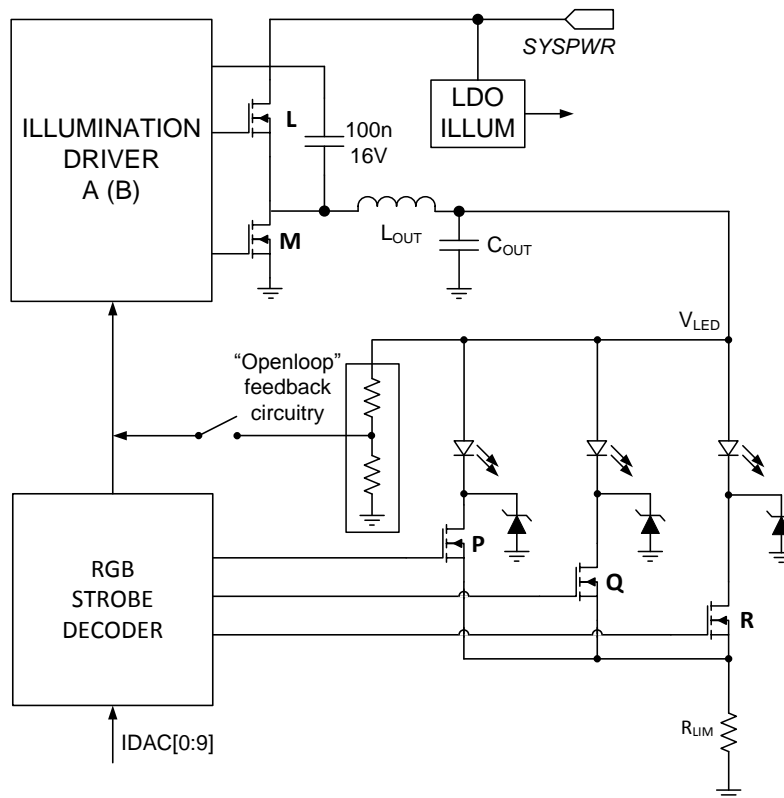 SYSPWR
ILLUMINATION
DRIVER
A (B)
L
100n
16V
LDO
ILLUM
M
LOUT
COUT
VLED
“Openloop”
feedback
circuitry
P
Q
R
RGB
STROBE
DECODER
RLIM
IDAC[0:9]